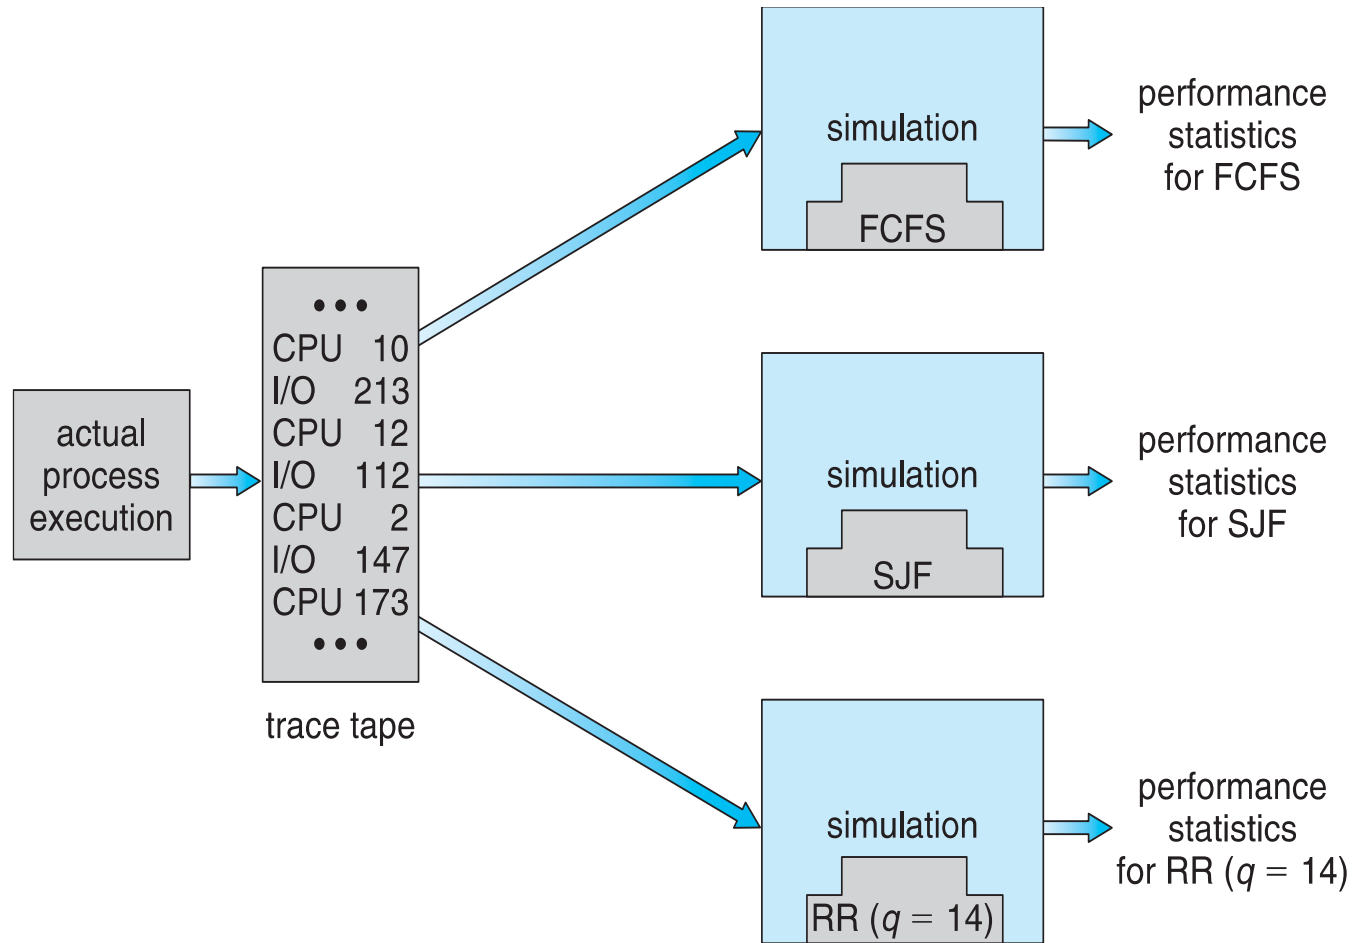 actual
process
execution
• • •
CPU 10
I/O 213
CPU 12
I/O 112
CPU 2
I/O 147
CPU 173
• • •
trace tape
simulation
FCFS
performance
statistics
for FCFS
simulation
SJF
performance
statistics
for SJF
simulation
RR (q = 14)
performance
statistics
for RR (q = 14)